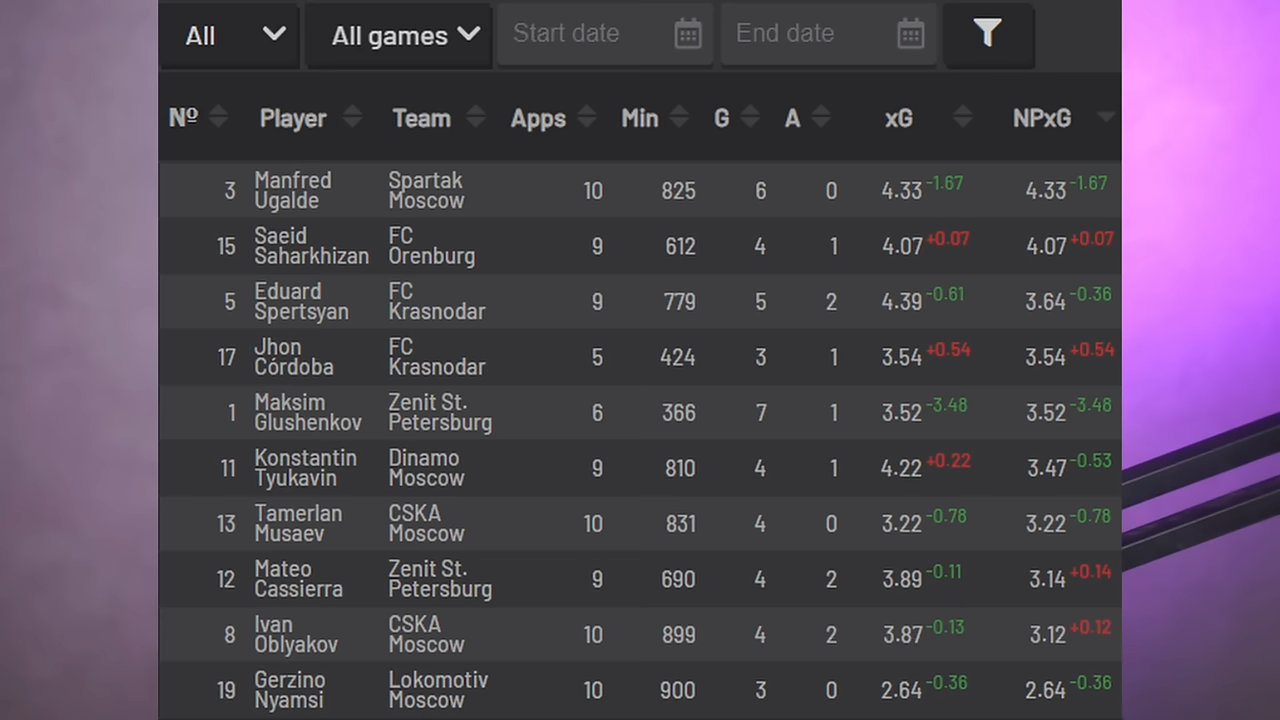 All All games Start date End date
Nº Player Team Apps Min G A xG NPxG
3 Manfred Ugalde Spartak Moscow 10 825 6 0 4.33 -1.67 4.33 -1.67
15 Saeid Saharkhizan FC Orenburg 9 612 4 1 4.07 +0.07 4.07 +0.07
5 Eduard Spertsyan FC Krasnodar 9 779 5 2 4.39 -0.61 3.64 -0.36
17 Jhon Córdoba FC Krasnodar 5 424 3 1 3.54 +0.54 3.54 +0.54
1 Maksim Glushenkov Zenit St. Petersburg 6 366 7 1 3.52 -3.48 3.52 -3.48
11 Konstantin Tyukavin Dinamo Moscow 9 810 4 1 4.22 +0.22 3.47 -0.53
13 Tamerlan Musaev CSKA Moscow 10 831 4 0 3.22 -0.78 3.22 -0.78
12 Mateo Cassierra Zenit St. Petersburg 9 690 4 2 3.89 -0.11 3.14 +0.14
8 Ivan Oblyakov CSKA Moscow 10 899 4 2 3.87 -0.13 3.12 +0.12
19 Gerzino Nyamsi Lokomotiv Moscow 10 900 3 0 2.64 -0.36 2.64 -0.36